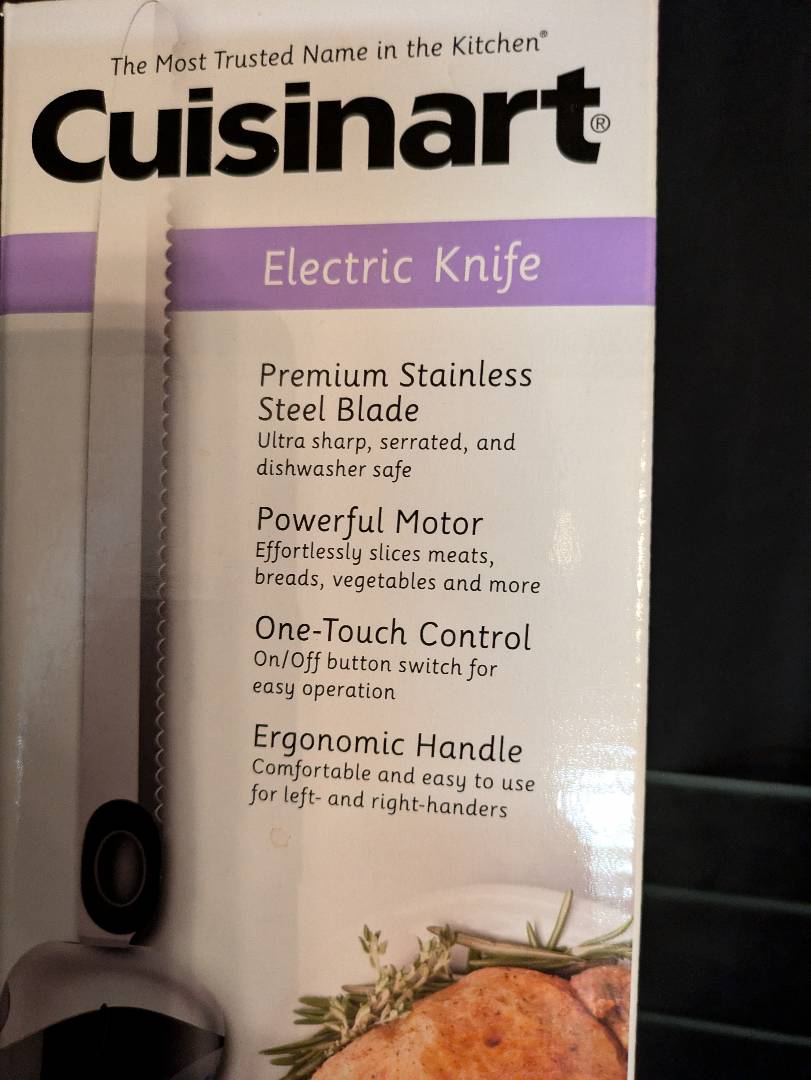 The Most Trusted Name in the Kitchen®
Cuisinart®
Electric Knife
Premium Stainless
Steel Blade
Ultra sharp, serrated, and
dishwasher safe
Powerful Motor
Effortlessly slices meats,
breads, vegetables and more
One-Touch Control
On/Off button switch for
easy operation
Ergonomic Handle
Comfortable and easy to use
for left- and right-handers